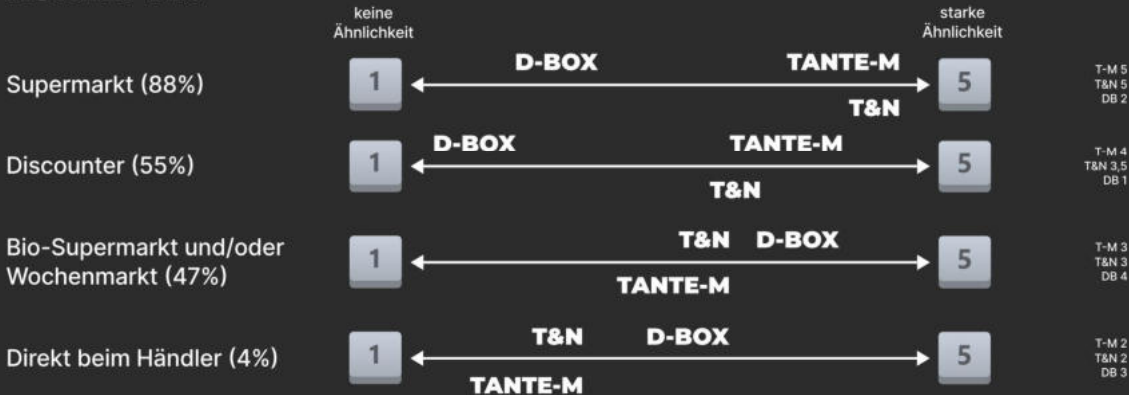 keine
Ähnlichkeit
starke
Ähnlichkeit
Supermarkt (88%)
1
D-BOX
TANTE-M
T&N
5
T-M 5
T&N 5
DB 2
Discounter (55%)
1
D-BOX
TANTE-M
T&N
5
T-M 4
T&N 3,5
DB 1
Bio-Supermarkt und/oder
Wochenmarkt (47%)
1
T&N
D-BOX
TANTE-M
5
T-M 3
T&N 3
DB 4
Direkt beim Händler (4%)
1
T&N
D-BOX
TANTE-M
5
T-M 2
T&N 2
DB 3